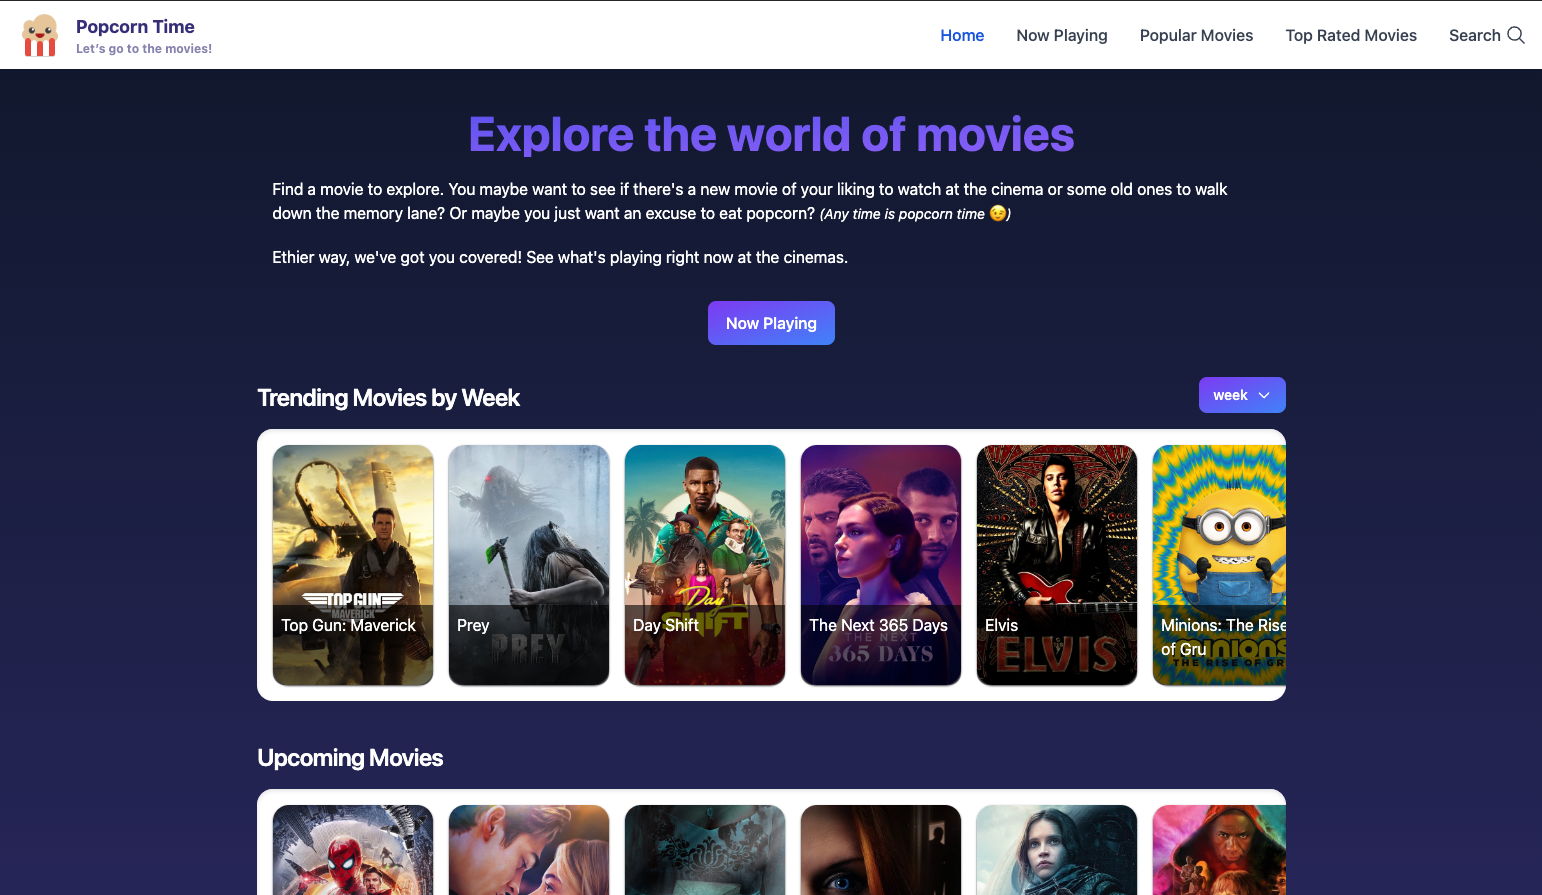 Popcorn Time
Let's go to the movies!
Home
Now Playing
Popular Movies
Top Rated Movies
Search
Explore the world of movies
Find a movie to explore. You maybe want to see if there's a new movie of your liking to watch at the cinema or some old ones to walk
down the memory lane? Or maybe you just want an excuse to eat popcorn? (Any time is popcorn time 😉)
Ethier way, we've got you covered! See what's playing right now at the cinemas.
Now Playing
Trending Movies by Week
week
TOP GUN
MAVERICK
Top Gun: Maverick
Prey
PREY
Day
SHIFT
Day Shift
The Next 365 Days
THE NEXT
365 DAYS
Elvis
ELVIS
Minions: The Rise
of Gru
THE RISE OF GR
Upcoming Movies